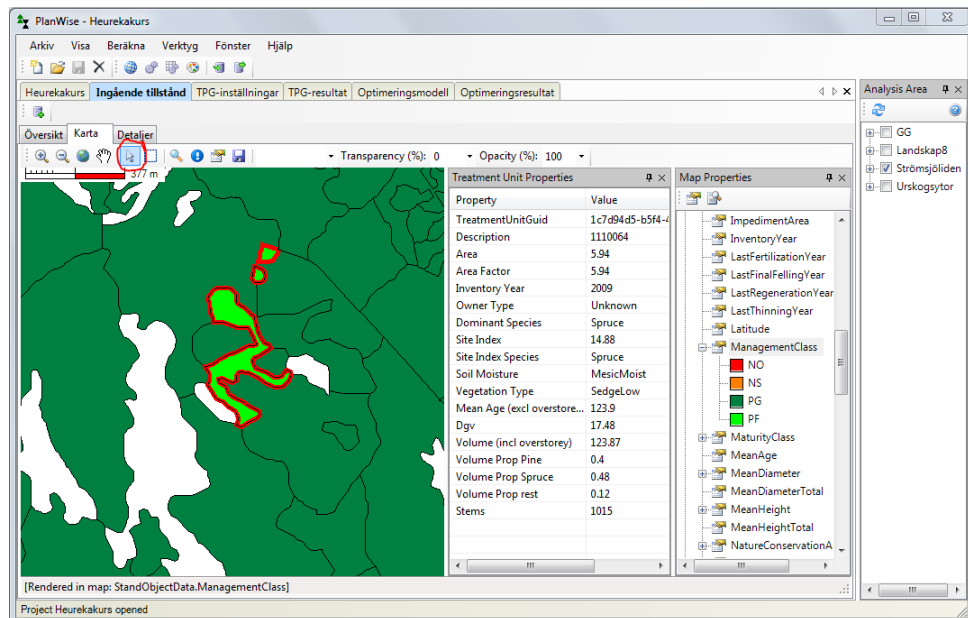 PlanWise - Heurekakurs
Arkiv Visa Beräkna Verktyg Fönster Hjälp
Heurekakurs Ingående tillstånd TPG-inställningar TPG-resultat Optimeringsmodell Optimeringsresultat
Översikt Karta Detaljer
Transparency (%): 0 Opacity (%): 100
377 m
Treatment Unit Properties
Property Value
TreatmentUnitGuid 1c7d94d5-b5f4-4
Description 1110064
Area 5.94
Area Factor 5.94
Inventory Year 2009
Owner Type Unknown
Dominant Species Spruce
Site Index 14.88
Site Index Species Spruce
Soil Moisture MesicMoist
Vegetation Type SedgeLow
Mean Age (excl overstore... 123.9
Dgv 17.48
Volume (incl overstorey) 123.87
Volume Prop Pine 0.4
Volume Prop Spruce 0.48
Volume Prop rest 0.12
Stems 1015
Map Properties
ImpedimentArea
InventoryYear
LastFertilizationYear
LastFinalFellingYear
LastRegenerationYear
LastThinningYear
Latitude
ManagementClass
NO
NS
PG
PF
MaturityClass
MeanAge
MeanDiameter
MeanDiameterTotal
MeanHeight
MeanHeightTotal
NatureConservationA
Analysis Area
GG
Landskap8
Strömsjöliden
Urskogsytor
[Rendered in map: StandObjectData.ManagementClass]
Project Heurekakurs opened